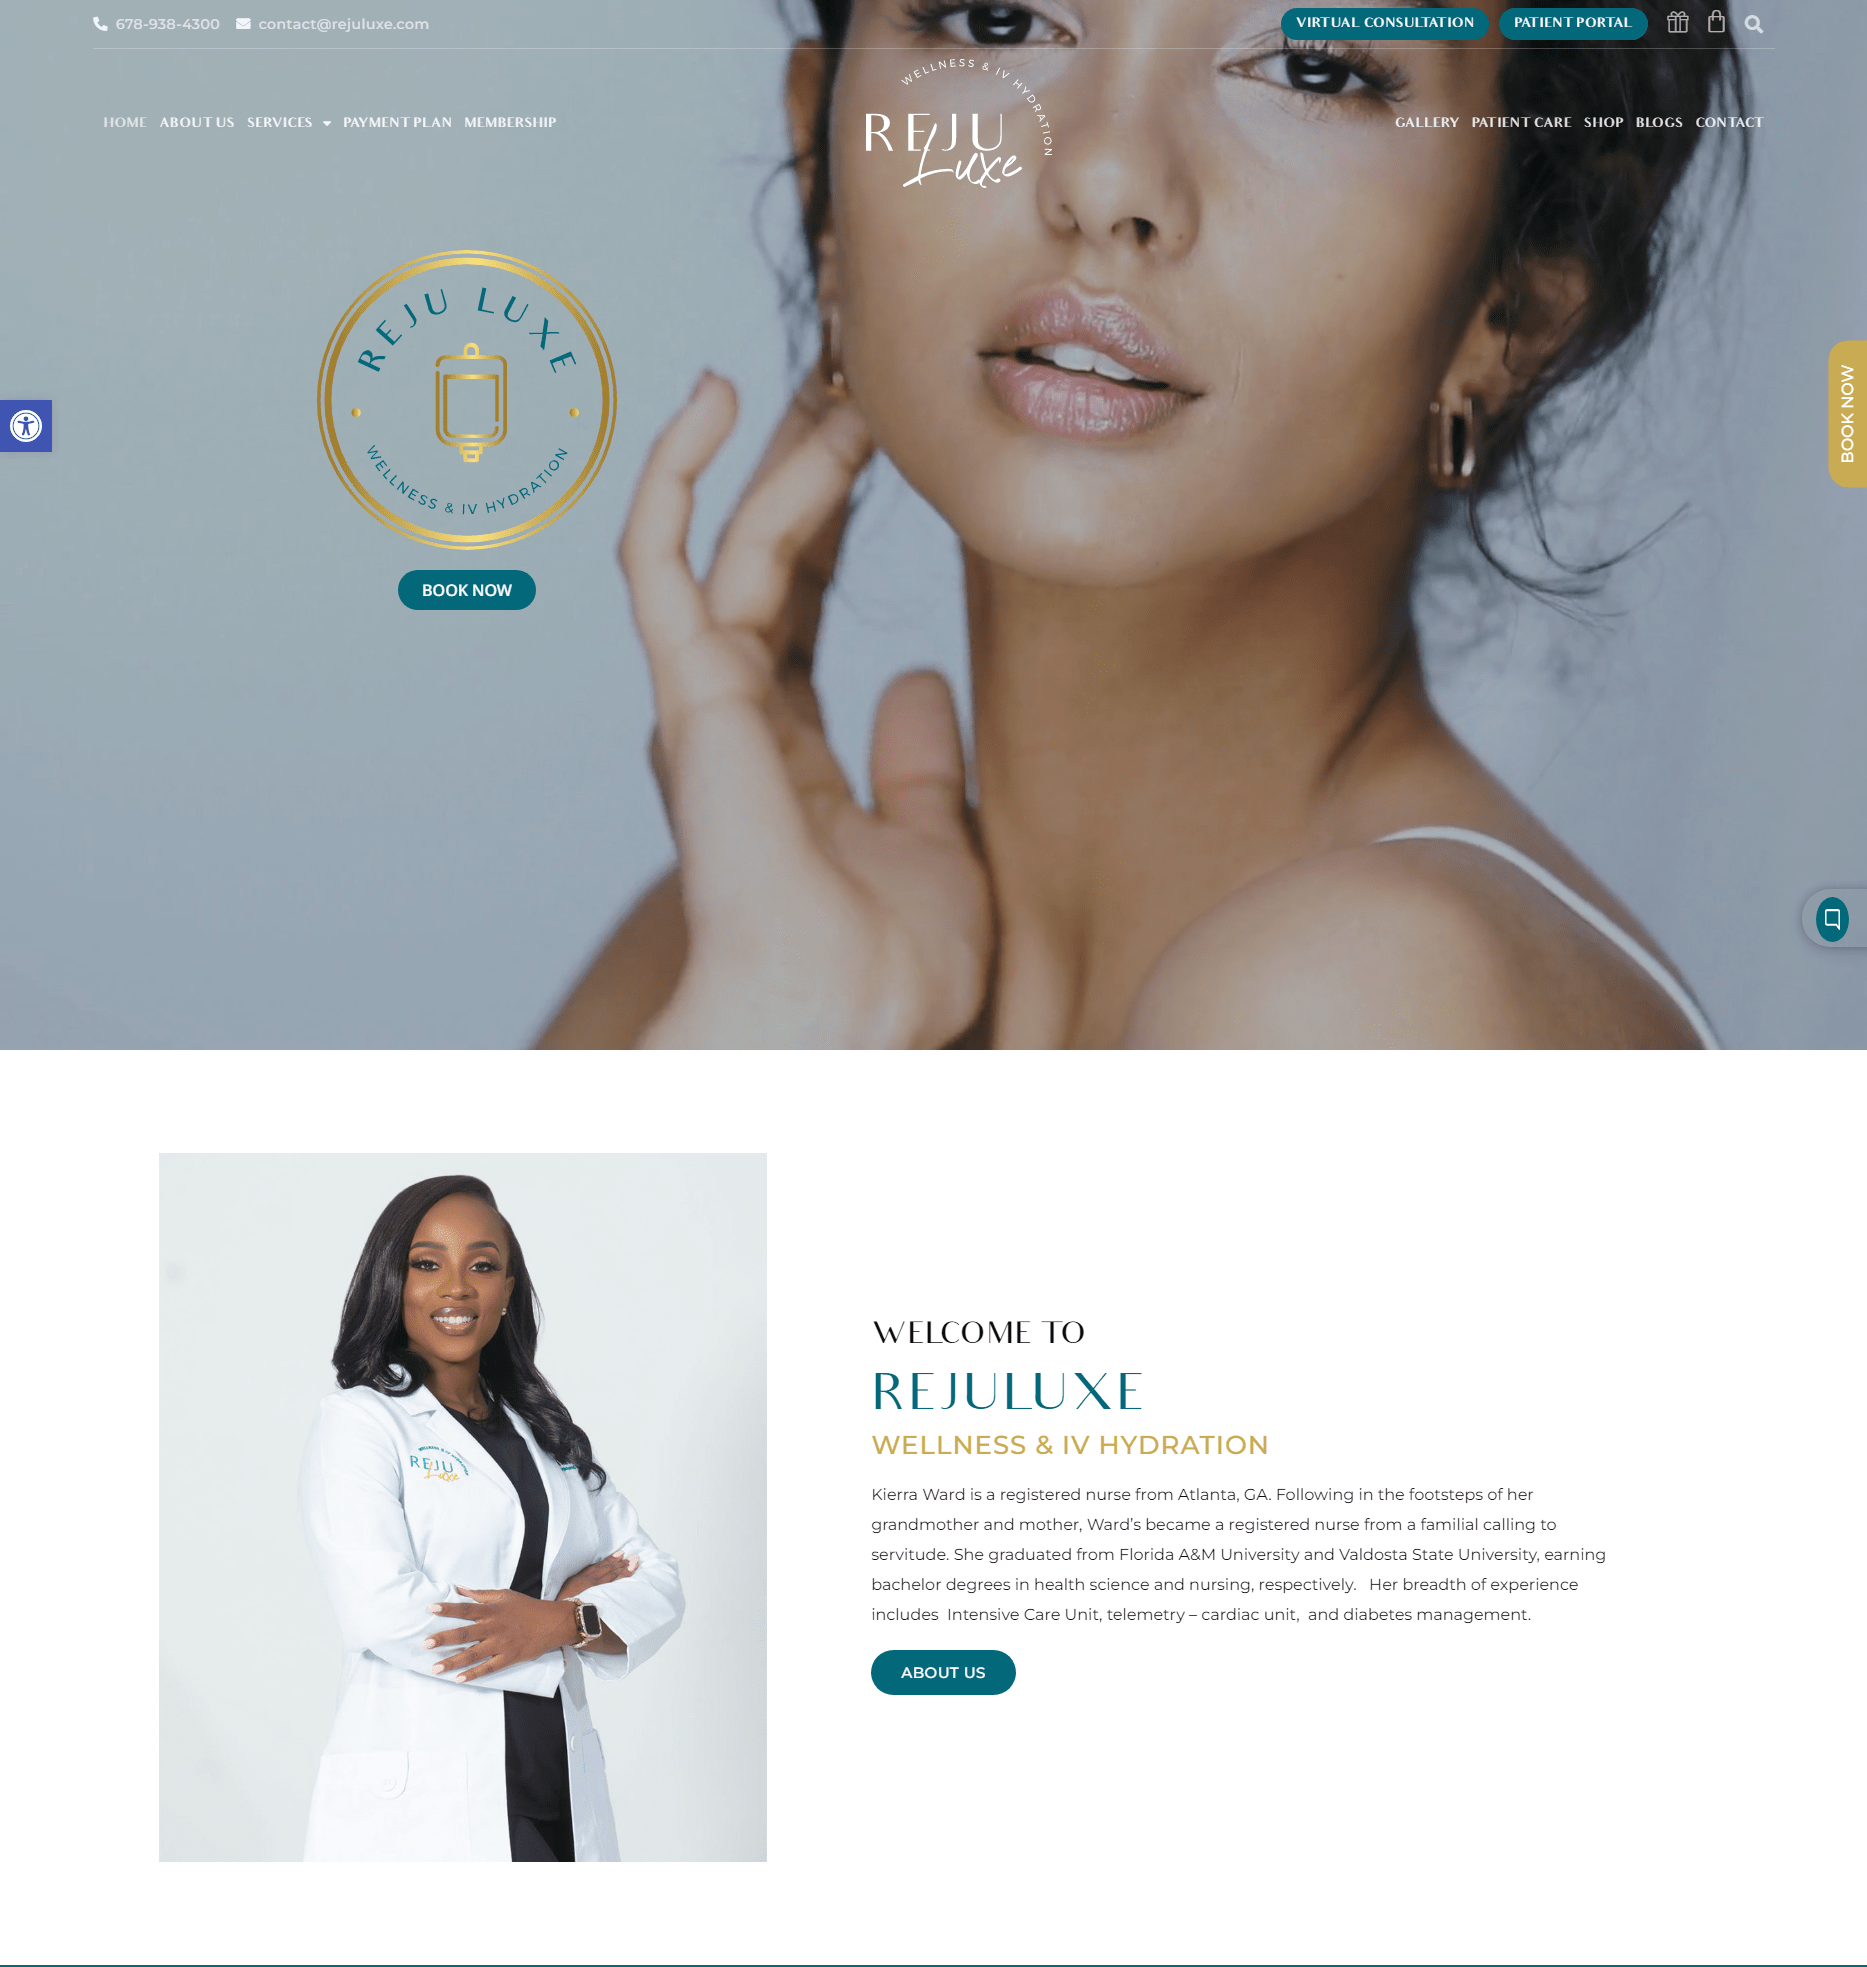 678-938-4300 contact@rejuluxe.com
VIRTUAL CONSULTATION PATIENT PORTAL
HOME ABOUT US SERVICES PAYMENT PLAN MEMBERSHIP
WELLNESS & IV HYDRATION
REJU
Luxe
GALLERY PATIENT CARE SHOP BLOGS CONTACT
REJU LUXE
WELLNESS & IV HYDRATION
BOOK NOW
BOOK NOW
WELCOME TO
REJULUXE
WELLNESS & IV HYDRATION
REJU
Luxe
Kierra Ward is a registered nurse from Atlanta, GA. Following in the footsteps of her
grandmother and mother, Ward’s became a registered nurse from a familial calling to
servitude. She graduated from Florida A&M University and Valdosta State University, earning
bachelor degrees in health science and nursing, respectively. Her breadth of experience
includes Intensive Care Unit, telemetry – cardiac unit, and diabetes management.
ABOUT US